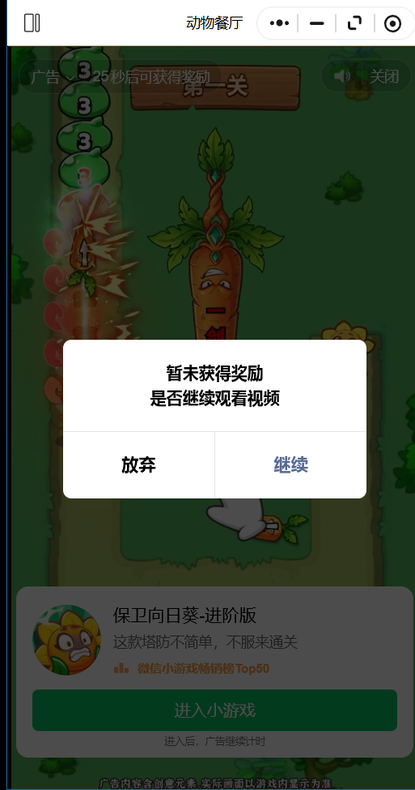 动物餐厅
广告
25秒后可获得奖励
关闭
第一关
3
3
3
3
剑
暂未获得奖励
是否继续观看视频
放弃
继续
保卫向日葵-进阶版
这款塔防不简单，不服来通关
微信小游戏畅销榜Top50
进入小游戏
进入后，广告继续计时
广告内容含创意元素，实际画面以游戏内显示为准